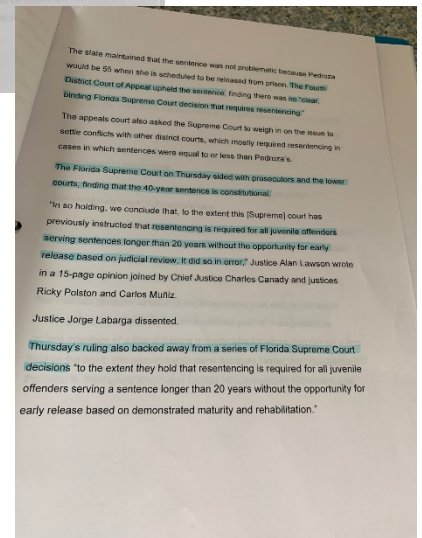 The state maintained that the sentence was not problematic because Pedroza
would be 55 when she is scheduled to be released from prison. The Fourth
District Court of Appeal upheld the sentence, finding there was no "clear,
binding Florida Supreme Court decision that requires resentencing."
The appeals court also asked the Supreme Court to weigh in on the issue to
settle conflicts with other district courts, which mostly required resentencing in
cases in which sentences were equal to or less than Pedroza's.
The Florida Supreme Court on Thursday sided with prosecutors and the lower
courts, finding that the 40-year sentence is constitutional.
"In so holding, we conclude that, to the extent this [Supreme] court has
previously instructed that resentencing is required for all juvenile offenders
serving sentences longer than 20 years without the opportunity for early
release based on judicial review, it did so in error," Justice Alan Lawson wrote
in a 15-page opinion joined by Chief Justice Charles Canady and justices
Ricky Polston and Carlos Muñiz.
Justice Jorge Labarga dissented.
Thursday's ruling also backed away from a series of Florida Supreme Court
decisions "to the extent they hold that resentencing is required for all juvenile
offenders serving a sentence longer than 20 years without the opportunity for
early release based on demonstrated maturity and rehabilitation."